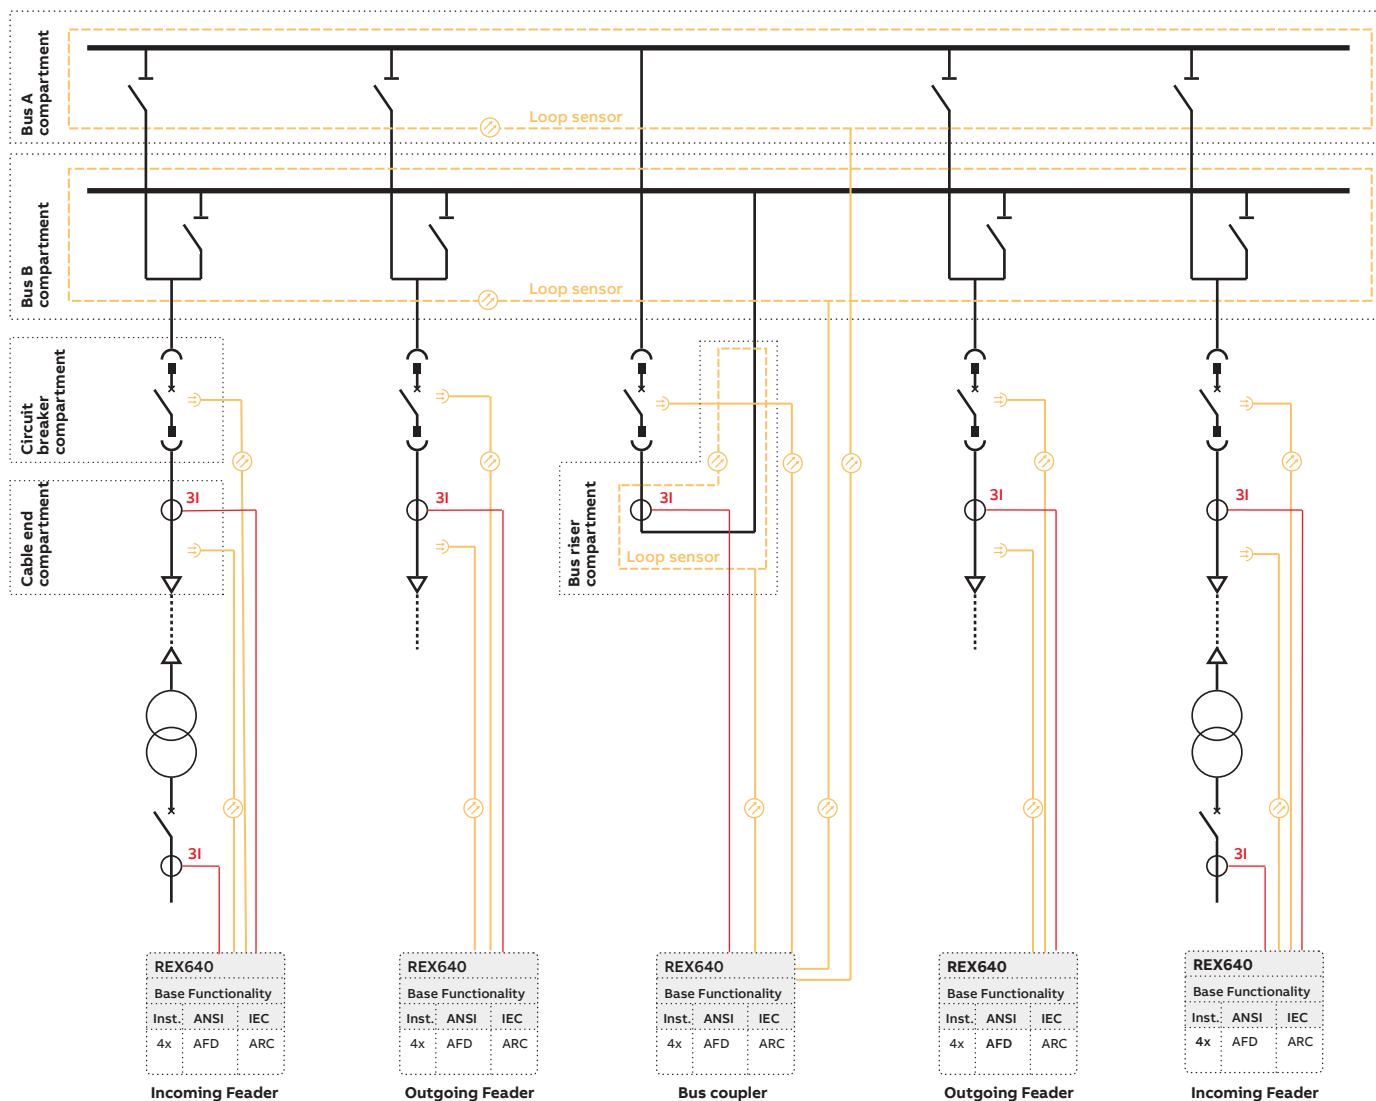 Bus A
compartment
Loop sensor
Bus B
compartment
Loop sensor
Circuit
breaker
compartment
Cable end
compartment
3I
3I
3I
3I
3I
Bus riser
compartment
Loop sensor
3I
3I
REX640
Base Functionality
Inst. ANSI IEC
4x AFD ARC
Incoming Feader
REX640
Base Functionality
Inst. ANSI IEC
4x AFD ARC
Outgoing Feader
REX640
Base Functionality
Inst. ANSI IEC
4x AFD ARC
Bus coupler
REX640
Base Functionality
Inst. ANSI IEC
4x AFD ARC
Outgoing Feader
REX640
Base Functionality
Inst. ANSI IEC
4x AFD ARC
Incoming Feader